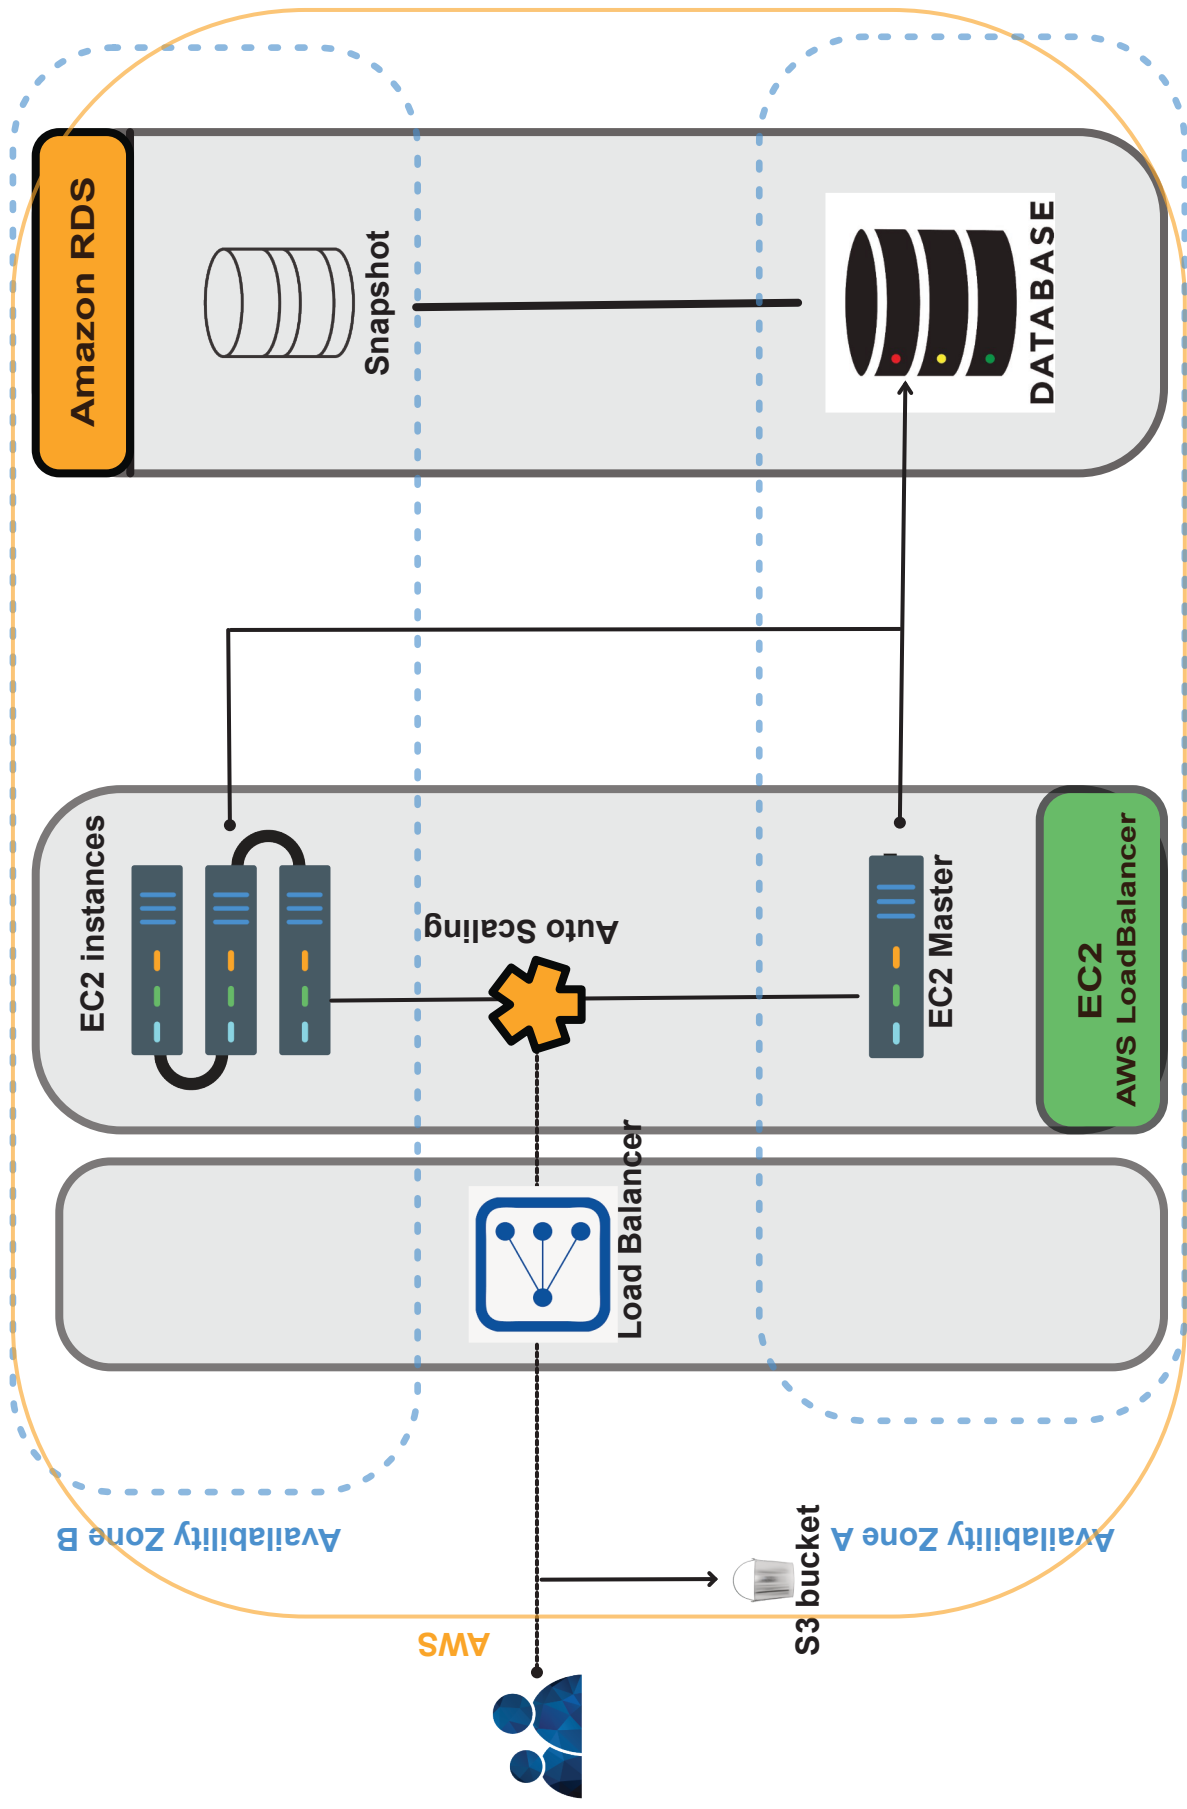 AWS
S3 bucket
Availability Zone A
Availability Zone B
Load Balancer
EC2
AWS LoadBalancer
EC2 Master
Auto Scaling
EC2 instances
Amazon RDS
Snapshot
DATABASE